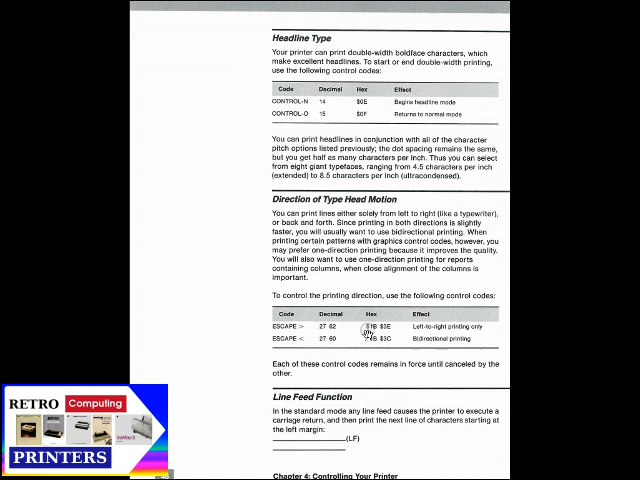 Headline Type
Your printer can print double-width boldface characters, which
make excellent headlines. To start or end double-width printing,
use the following control codes:
Code Decimal Hex Effect
CONTROL-N 14 $0E Begins headline mode
CONTROL-O 15 $0F Returns to normal mode
You can print headlines in conjunction with all of the character
pitch options listed previously; the dot spacing remains the same,
but you get half as many characters per inch. Thus you can select
from eight giant typefaces, ranging from 4.5 characters per inch
(extended) to 8.5 characters per inch (ultracondensed).
Direction of Type Head Motion
You can print lines either solely from left to right (like a typewriter),
or back and forth. Since printing in both directions is slightly
faster, you will usually want to use bidirectional printing. When
printing certain patterns with graphics control codes, however, you
may prefer one-direction printing because it improves the quality.
You will also want to use one-direction printing for reports
containing columns, when close alignment of the columns is
important.
To control the printing direction, use the following control codes:
Code Decimal Hex Effect
ESCAPE > 27 62 $1B $3E Left-to-right printing only
ESCAPE < 27 60 $3C Bidirectional printing
Each of these control codes remains in force until canceled by the
other.
Line Feed Function
In the standard mode any line feed causes the printer to execute a
carriage return, and then print the next line of characters starting at
the left margin:
(LF)
Chapter 4: Controlling Your Printer
RETRO Computing
PRINTERS